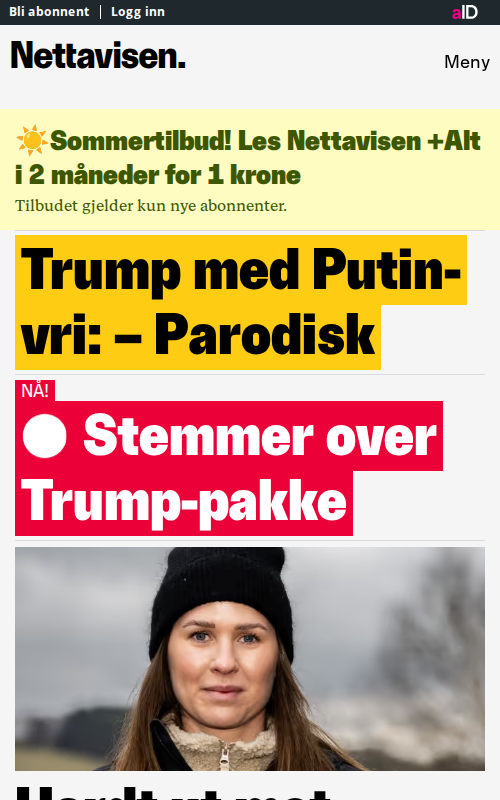 Bli abonnent | Logg inn
aID
Nettavisen.
Meny
☀️Sommertilbud! Les Nettavisen +Alt
i 2 måneder for 1 krone
Tilbudet gjelder kun nye abonnenter.
Trump med Putin-
vri: – Parodisk
NÅ!
Stemmer over
Trump-pakke